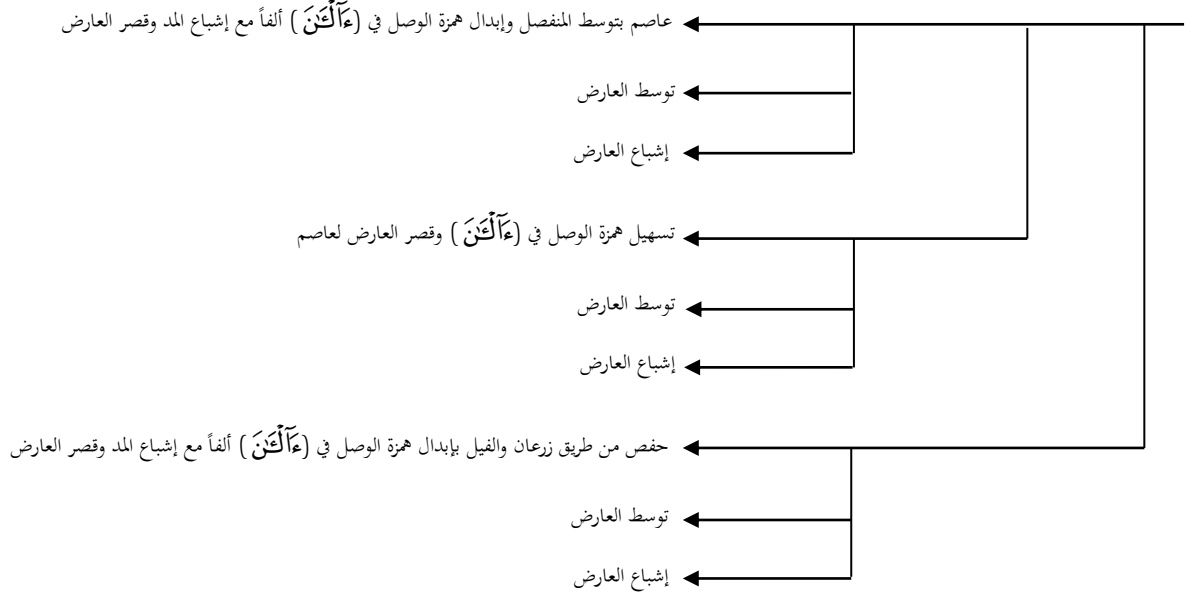 عاصم بتوسط المنفصل وإبدال همزة الوصل في (ءَآلْـَٰٔنَ) ألفاً مع إشباع المد وقصر العارض
توسط العارض
إشباع العارض
تسهيل همزة الوصل في (ءَآلْـَٰٔنَ) وقصر العارض لعاصم
توسط العارض
إشباع العارض
حفص من طريق زرعان والفيل بإبدال همزة الوصل في (ءَآلْـَٰٔنَ) ألفاً مع إشباع المد وقصر العارض
توسط العارض
إشباع العارض